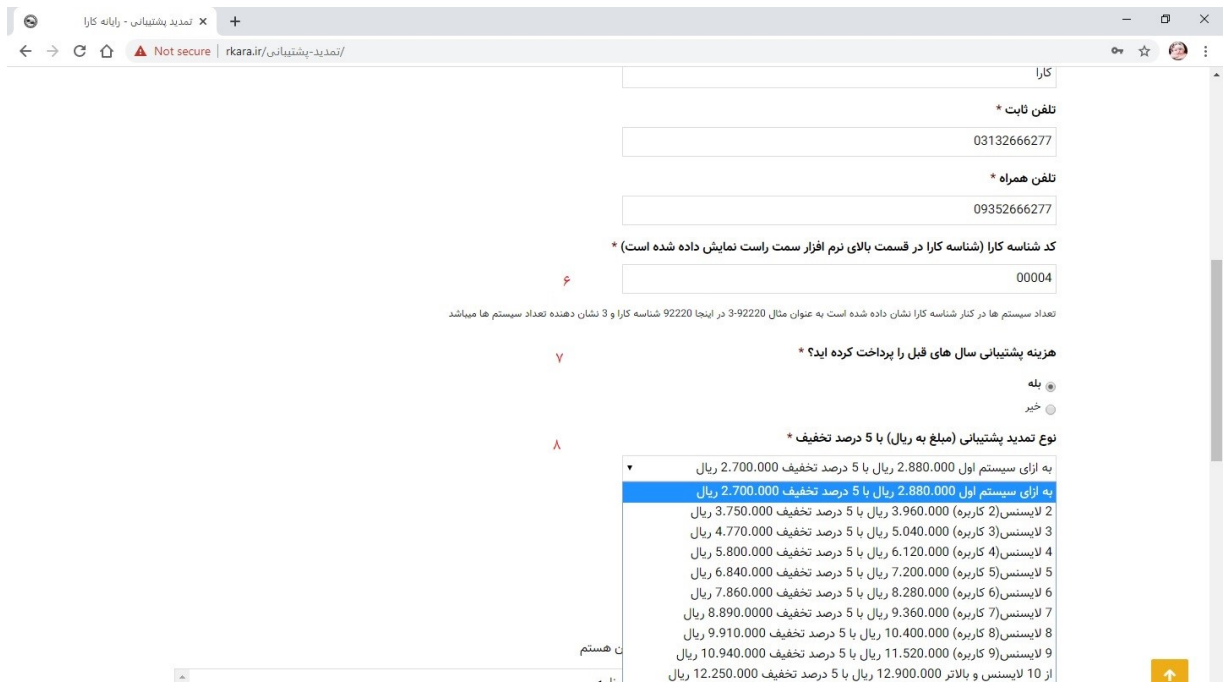 تمدید پشتیبانی - رایانه کارا
Not secure | rkara.ir/تمدید-پشتیبانی/
کارا
تلفن ثابت *
03132666277
تلفن همراه *
09352666277
کد شناسه کارا (شناسه کارا در قسمت بالای نرم افزار سمت راست نمایش داده شده است) *
00004
۶
تعداد سیستم ها در کنار شناسه کارا نشان داده شده است به عنوان مثال 92220-3 در اینجا 92220 شناسه کارا و 3 نشان دهنده تعداد سیستم ها میباشد
هزینه پشتیبانی سال های قبل را پرداخت کرده اید؟ *
۷
بله
خیر
نوع تمدید پشتیبانی (مبلغ به ریال) با 5 درصد تخفیف *
۸
به ازای سیستم اول 2.880.000 ریال با 5 درصد تخفیف 2.700.000 ریال
به ازای سیستم اول 2.880.000 ریال با 5 درصد تخفیف 2.700.000 ریال
2 لایسنس(2 کاربره) 3.960.000 ریال با 5 درصد تخفیف 3.750.000 ریال
3 لایسنس(3 کاربره) 5.040.000 ریال با 5 درصد تخفیف 4.770.000 ریال
4 لایسنس(4 کاربره) 6.120.000 ریال با 5 درصد تخفیف 5.800.000 ریال
5 لایسنس(5 کاربره) 7.200.000 ریال با 5 درصد تخفیف 6.840.000 ریال
6 لایسنس(6 کاربره) 8.280.000 ریال با 5 درصد تخفیف 7.860.000 ریال
7 لایسنس(7 کاربره) 9.360.000 ریال با 5 درصد تخفیف 8.890.0000 ریال
8 لایسنس(8 کاربره) 10.400.000 ریال با 5 درصد تخفیف 9.910.000 ریال
9 لایسنس(9 کاربره) 11.520.000 ریال با 5 درصد تخفیف 10.940.000 ریال
از 10 لایسنس و بالاتر 12.900.000 ریال با 5 درصد تخفیف 12.250.000 ریال
هستم